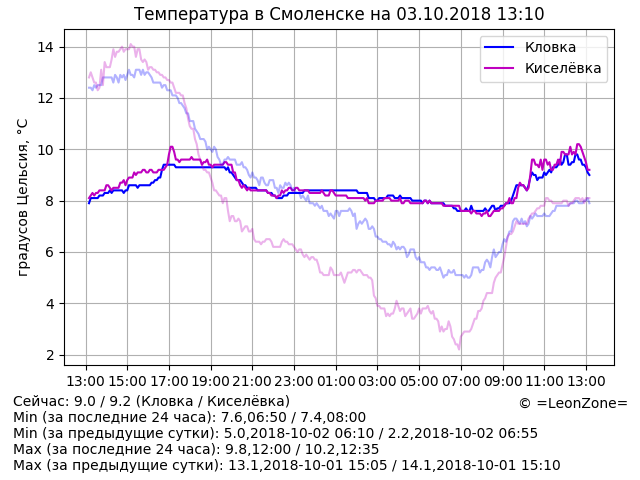 Температура в Смоленске на 03.10.2018 13:10
Кловка
Киселёвка
градусов Цельсия, °C
14
12
10
8
6
4
2
13:00 15:00 17:00 19:00 21:00 23:00 01:00 03:00 05:00 07:00 09:00 11:00 13:00
Сейчас: 9.0 / 9.2 (Кловка / Киселёвка)
© =LeonZone=
Min (за последние 24 часа): 7.6,06:50 / 7.4,08:00
Min (за предыдущие сутки): 5.0,2018-10-02 06:10 / 2.2,2018-10-02 06:55
Max (за последние 24 часа): 9.8,12:00 / 10.2,12:35
Max (за предыдущие сутки): 13.1,2018-10-01 15:05 / 14.1,2018-10-01 15:10